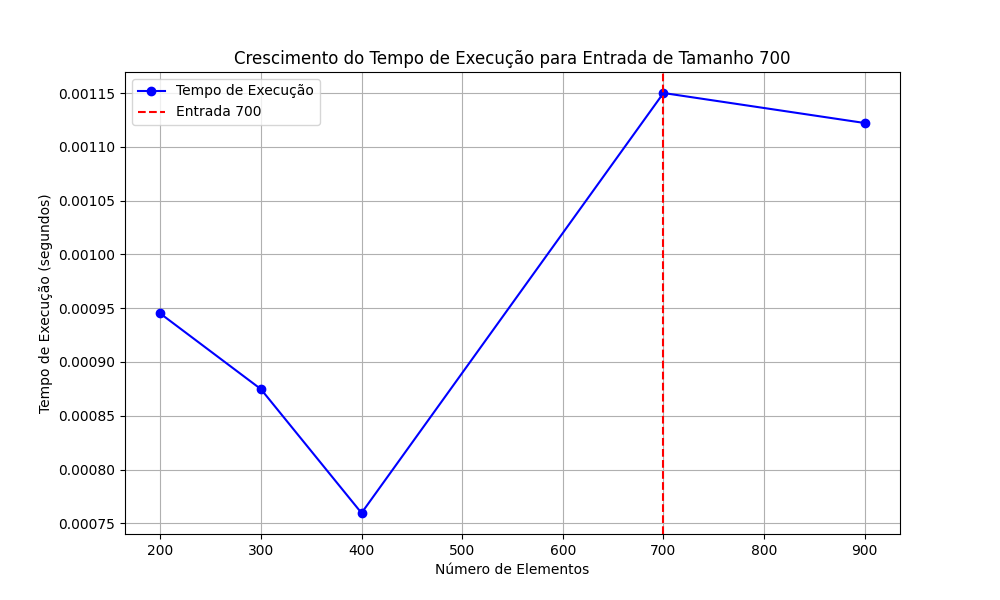 Crescimento do Tempo de Execução para Entrada de Tamanho 700
Tempo de Execução
Entrada 700
Tempo de Execução (segundos)
0.00115
0.00110
0.00105
0.00100
0.00095
0.00090
0.00085
0.00080
0.00075
200 300 400 500 600 700 800 900
Número de Elementos